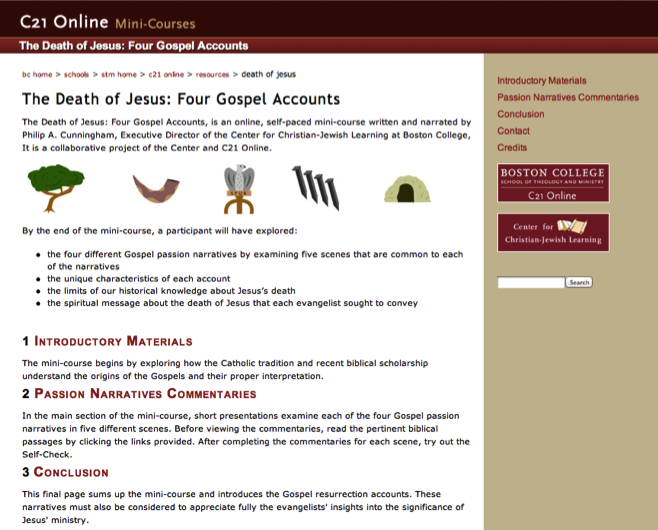 C21 Online Mini-Courses
The Death of Jesus: Four Gospel Accounts
bc home > schools > stm home > c21 online > resources > death of jesus
The Death of Jesus: Four Gospel Accounts
The Death of Jesus: Four Gospel Accounts, is an online, self-paced mini-course written and narrated by
Philip A. Cunningham, Executive Director of the Center for Christian-Jewish Learning at Boston College,
It is a collaborative project of the Center and C21 Online.
SPQR
By the end of the mini-course, a participant will have explored:
• the four different Gospel passion narratives by examining five scenes that are common to each
of the narratives
• the unique characteristics of each account
• the limits of our historical knowledge about Jesus's death
• the spiritual message about the death of Jesus that each evangelist sought to convey
1 Introductory Materials
The mini-course begins by exploring how the Catholic tradition and recent biblical scholarship
understand the origins of the Gospels and their proper interpretation.
2 Passion Narratives Commentaries
In the main section of the mini-course, short presentations examine each of the four Gospel passion
narratives in five different scenes. Before viewing the commentaries, read the pertinent biblical
passages by clicking the links provided. After completing the commentaries for each scene, try out the
Self-Check.
3 Conclusion
This final page sums up the mini-course and introduces the Gospel resurrection accounts. These
narratives must also be considered to appreciate fully the evangelists' insights into the significance of
Jesus' ministry.
Introductory Materials
Passion Narratives Commentaries
Conclusion
Contact
Credits
BOSTON COLLEGE
SCHOOL OF THEOLOGY AND MINISTRY
C21 Online
Center for
Christian-Jewish Learning
Search